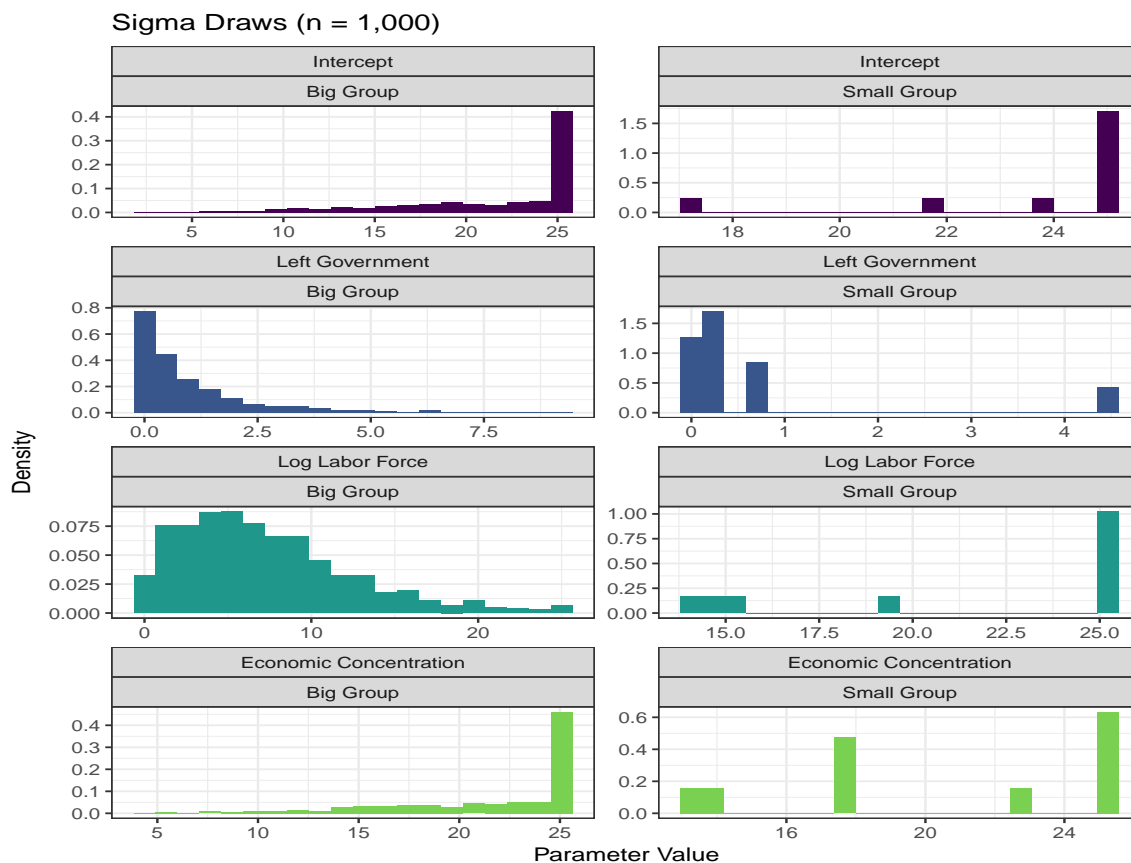 Sigma Draws (n = 1,000)
Intercept
Big Group
0.4
0.3
0.2
0.1
0.0
5 10 15 20 25
Intercept
Small Group
1.5
1.0
0.5
0.0
18 20 22 24
Left Government
Big Group
0.8
0.6
0.4
0.2
0.0
0.0 2.5 5.0 7.5
Left Government
Small Group
1.5
1.0
0.5
0.0
0 1 2 3 4
Log Labor Force
Big Group
0.075
0.050
0.025
0.000
0 10 20
Log Labor Force
Small Group
1.00
0.75
0.50
0.25
0.00
15.0 17.5 20.0 22.5 25.0
Economic Concentration
Big Group
0.4
0.3
0.2
0.1
0.0
5 10 15 20 25
Economic Concentration
Small Group
0.6
0.4
0.2
0.0
16 20 24
Density
Parameter Value